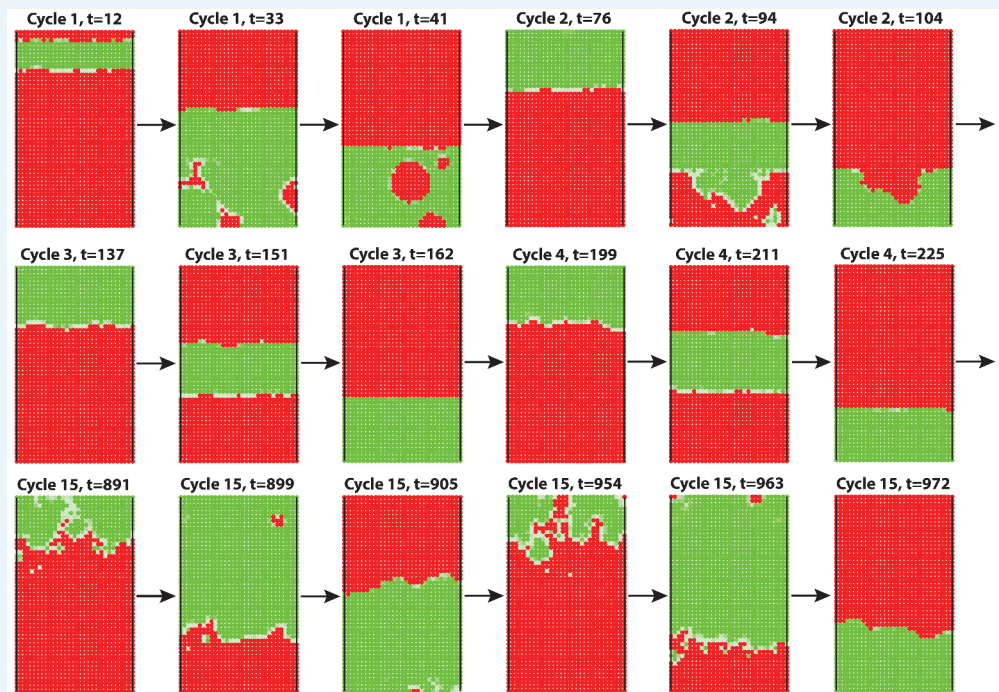 Cycle 1, t=12
Cycle 1, t=33
Cycle 1, t=41
Cycle 2, t=76
Cycle 2, t=94
Cycle 2, t=104
Cycle 3, t=137
Cycle 3, t=151
Cycle 3, t=162
Cycle 4, t=199
Cycle 4, t=211
Cycle 4, t=225
Cycle 15, t=891
Cycle 15, t=899
Cycle 15, t=905
Cycle 15, t=954
Cycle 15, t=963
Cycle 15, t=972